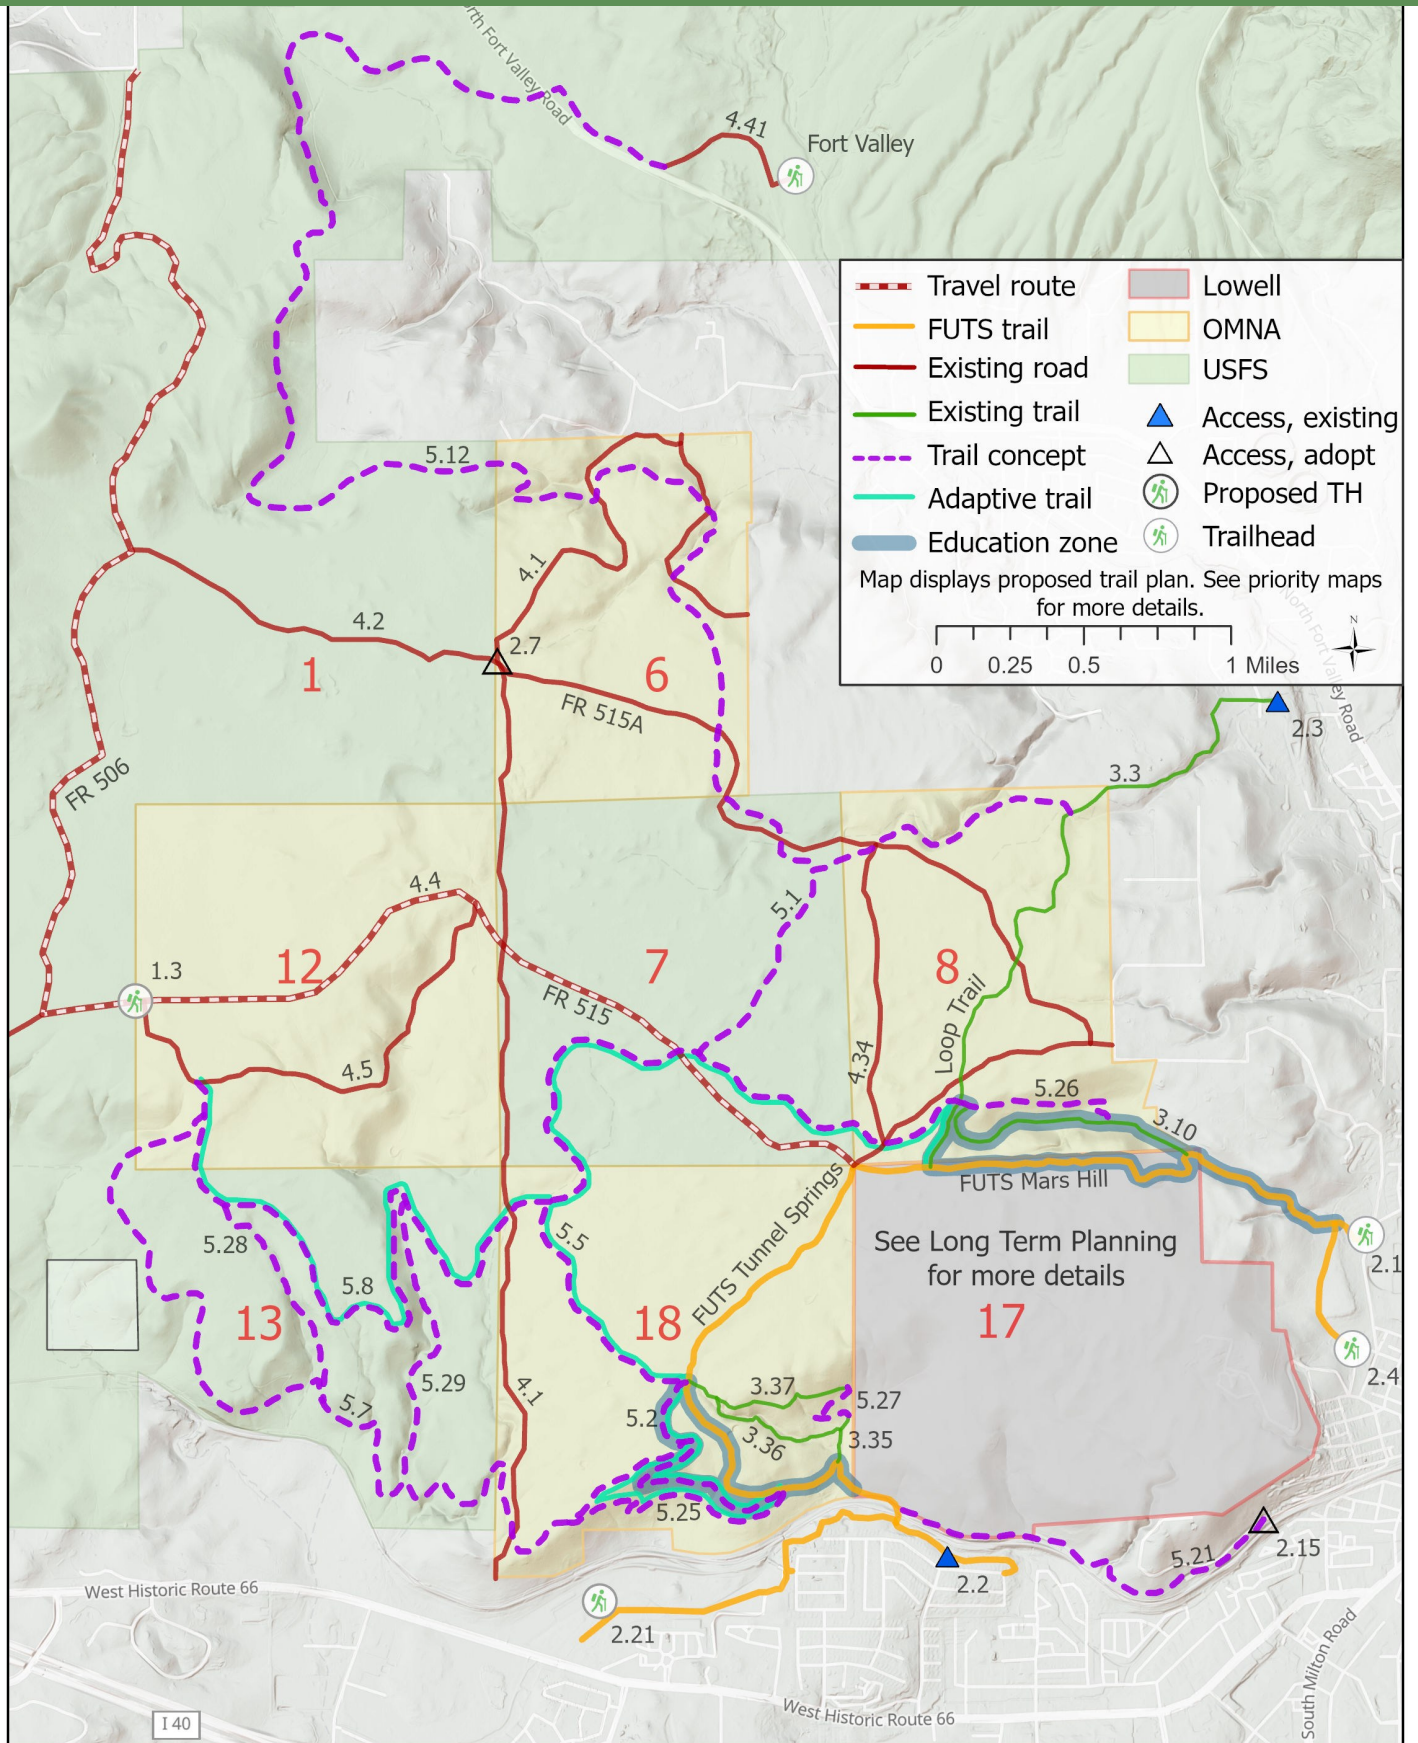 North Fort Valley Road
4.41
Fort Valley
Travel route
FUTS trail
Existing road
Existing trail
Trail concept
Adaptive trail
Education zone
Lowell
OMNA
USFS
Access, existing
Access, adopt
Proposed TH
Trailhead
Map displays proposed trail plan. See priority maps
for more details.
0 0.25 0.5 1 Miles
N
North Fort Valley Road
5.12
4.1
4.2
2.7
1
6
FR 515A
2.3
3.3
FR 506
4.4
5.1
1.3
12
7
8
FR 515
Loop Trail
4.34
4.5
5.26
3.10
FUTS Mars Hill
FUTS Tunnel Springs
5.28
5.5
See Long Term Planning
for more details
2.1
5.8
13
18
17
2.4
5.29
5.7
4.1
3.37
5.27
5.2
3.36
3.35
5.25
5.21
2.15
2.2
West Historic Route 66
2.21
South Milton Road
West Historic Route 66
I 40